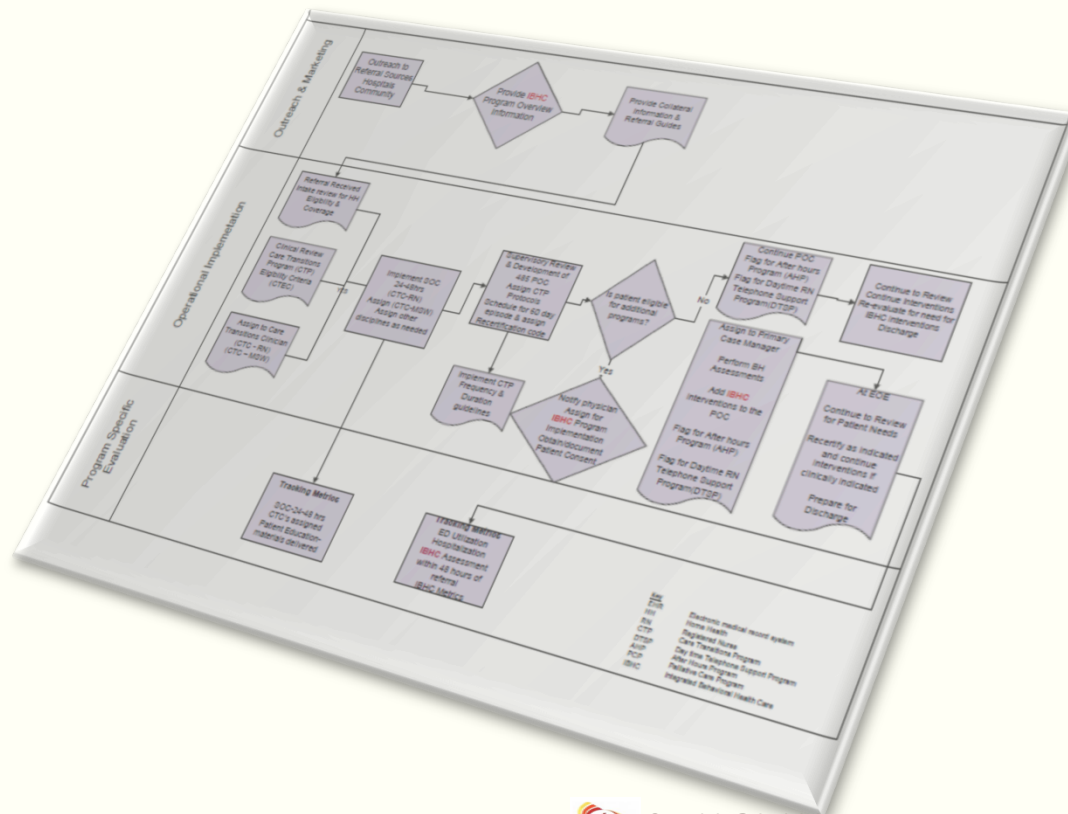 Outreach & Marketing
Outreach to
Referral Sources
Hospitals
Community
Provide IBHC
Program Overview
Information
Provide Collateral
Information &
Referral Guides
Operational Implemetation
Referral Received
Intake review for HH
Eligibility &
Coverage
Clinical Review
Care Transitions
Program (CTP)
Eligibility Criteria
(CTEC)
Assign to Care
Transitions Clinician
(CTC - RN)
(CTC - MSW)
yes
Implement SOC
24-48hrs
(CTC-RN)
Assign (CTC-MSW)
Assign other
disciplines as needed
Supervisory Review
& Development of
485 POC
Assign CTP
Protocols
Schedule for 60 day
episode & assign
Recertification code
Implement CTP
Frequency &
Duration
guidelines
Is patient eligible
for additional
programs?
No
Yes
Notify physician
Assign for
IBHC Program
Implementation
Obtain/document
Patient Consent
Continue POC
Flag for After hours
Program (AHP)
Flag for Daytime RN
Telephone Support
Program(DTSP)
Continue to Review
Continue Interventions
Re-evaluate for need for
IBHC interventions
Discharge
Assign to Primary
Case Manager
Perform BH
Assessments
Add IBHC
interventions to the
POC
Flag for After hours
Program (AHP)
Flag for Daytime RN
Telephone Support
Program(DTSP)
At EOE
Continue to Review
for Patient Needs
Recertify as indicated
and continue
interventions if
clinically indicated
Prepare for
Discharge
Program Specific
Evaluation
Tracking Metrics
SOC-24-48 hrs
CTC's assigned
Patient Education-
materials delivered
Tracking Metrics
ED Utilization
Hospitalization
IBHC Assessment
within 48 hours of
referral
IBHC Metrics
Key
EHR Electronic medical record system
HH Home Health
RN Registered Nurse
CTP Care Transitions Program
DTSP Day time Telephone Support Program
AHP After Hours Program
PCP Palliative Care Program
IBHC Integrated Behavioral Health Care